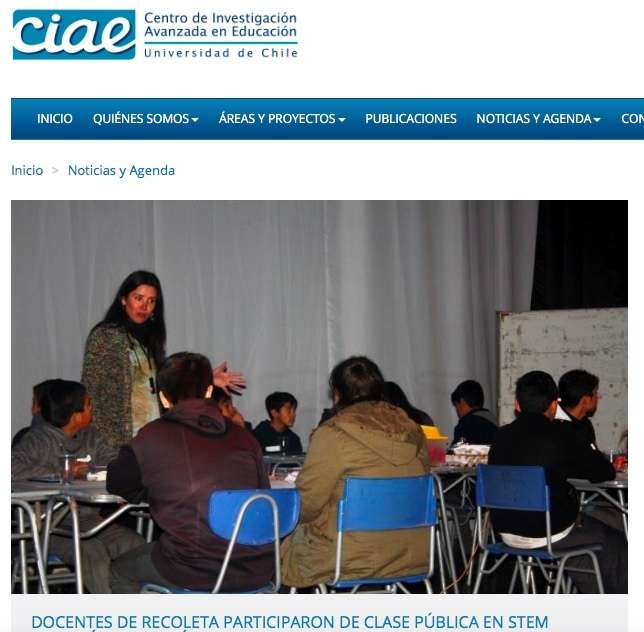 ciae
Centro de Investigación
Avanzada en Educación
Universidad de Chile
INICIO QUIÉNES SOMOS ÁREAS Y PROYECTOS PUBLICACIONES NOTICIAS Y AGENDA CON
Inicio > Noticias y Agenda
DOCENTES DE RECOLETA PARTICIPARON DE CLASE PÚBLICA EN STEM